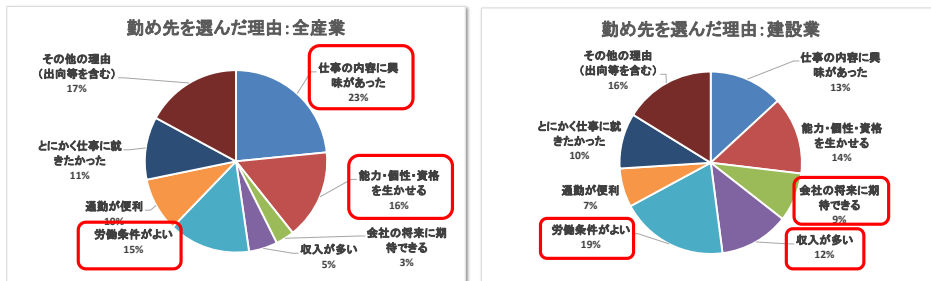 勤め先を選んだ理由：全産業
その他の理由
（出向等を含む）
17%
仕事の内容に興
味があった
23%
とにかく仕事に就
きたかった
11%
能力・個性・資格
を生かせる
16%
通勤が便利
10%
労働条件がよい
15%
収入が多い
5%
会社の将来に期
待できる
3%
勤め先を選んだ理由：建設業
その他の理由
（出向等を含む）
16%
仕事の内容に興
味があった
13%
とにかく仕事に就
きたかった
10%
能力・個性・資格
を生かせる
14%
通勤が便利
7%
会社の将来に期
待できる
9%
労働条件がよい
19%
収入が多い
12%